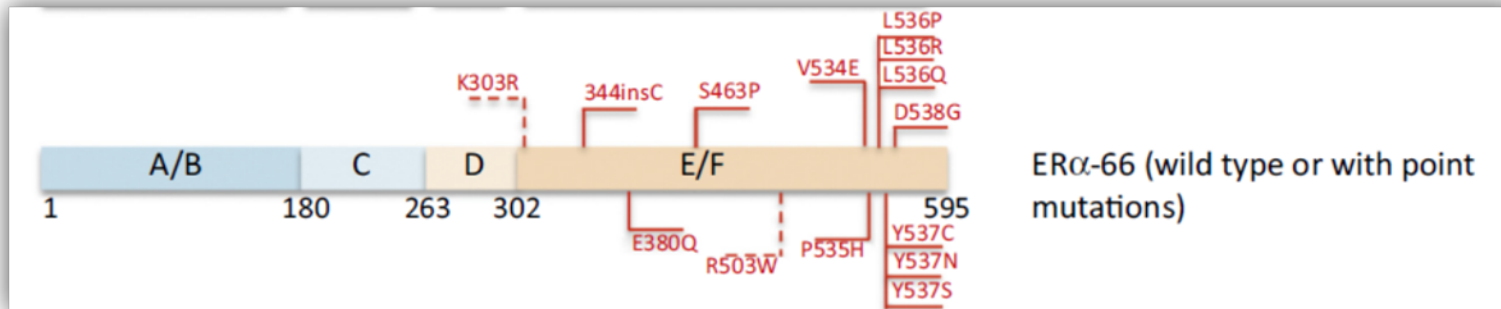 L536P
L536R
V534E
L536Q
K303R
344insC
S463P
D538G
A/B
C
D
E/F
ERα-66 (wild type or with point
mutations)
1
180
263
302
595
E380Q
R503W
P535H
Y537C
Y537N
Y537S